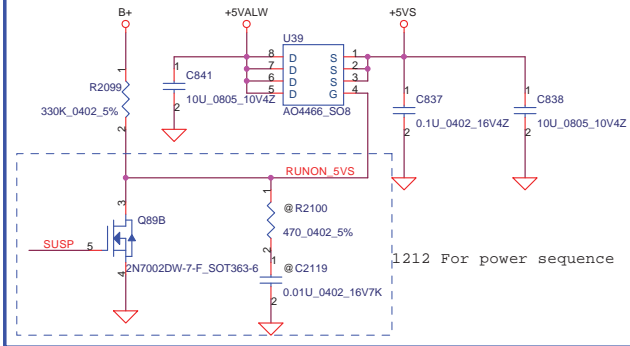 B+
+5VALW
+5VS
U39
8 D S 1
7 D S 2
6 D S 3
5 D G 4
AO4466_SO8
1
C841
2
10U_0805_10V4Z
1
R2099
330K_0402_5%
2
1
C837
0.1U_0402_16V4Z
2
1
C838
10U_0805_10V4Z
2
RUNON_5VS
3
Q89B
SUSP 5
4
2N7002DW-7-F_SOT363-6
1
@R2100
470_0402_5%
2
1
@C2119
0.01U_0402_16V7K
2
1212 For power sequence